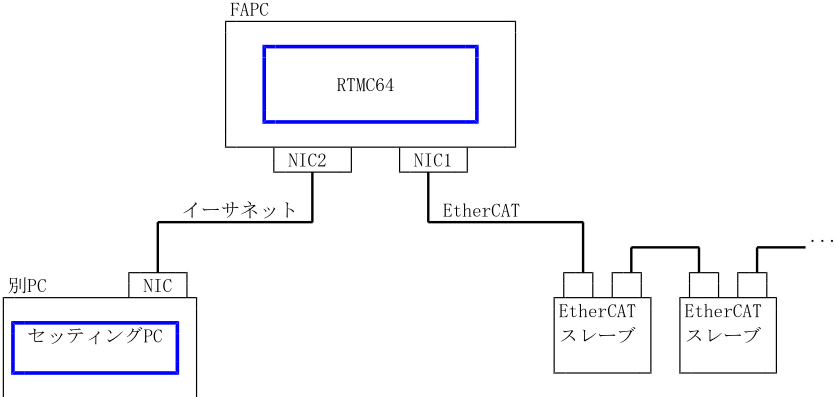 FAPC
RTMC64
NIC2
NIC1
イーサネット
EtherCAT
...
別PC
NIC
セッティングPC
EtherCAT
スレーブ
EtherCAT
スレーブ